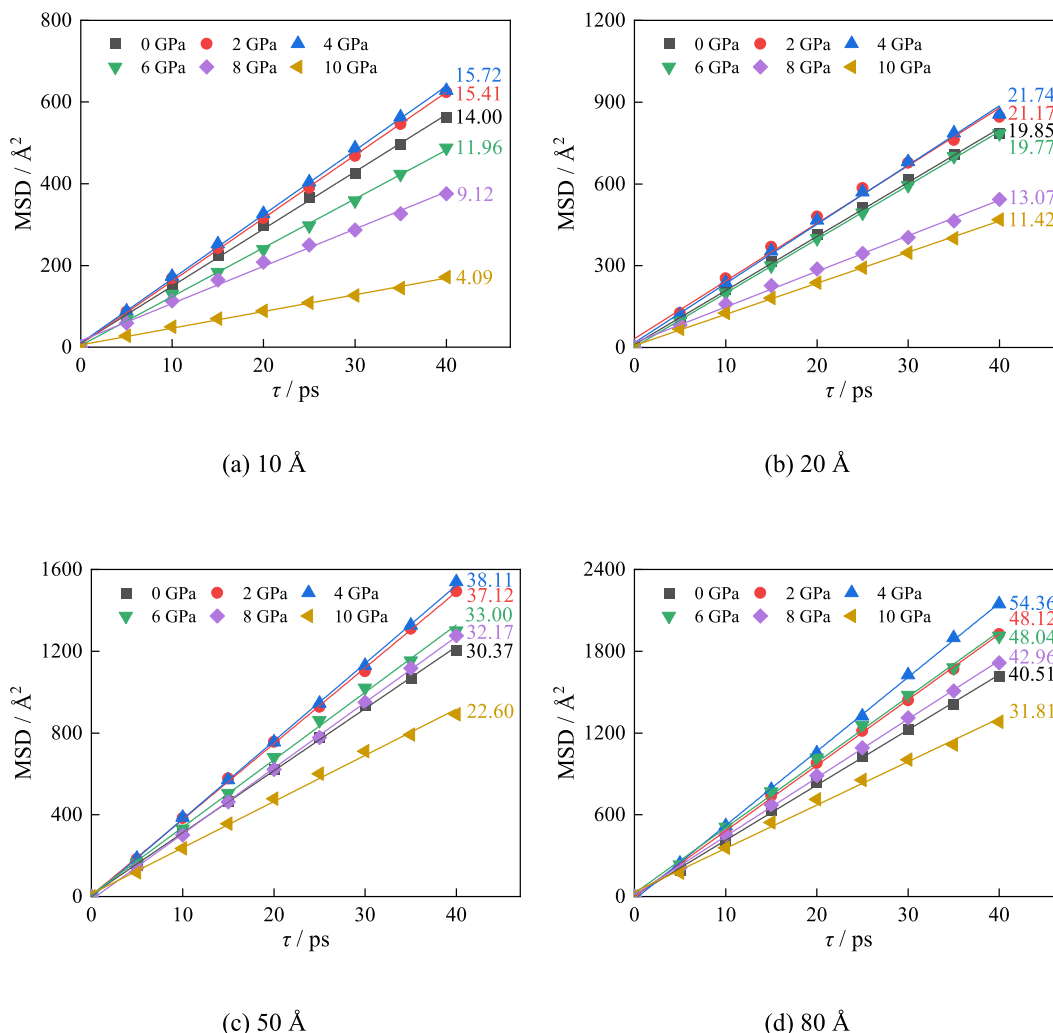 800
600
400
200
0
MSD / Å²
0 GPa 2 GPa 4 GPa
6 GPa 8 GPa 10 GPa
15.72
15.41
14.00
11.96
9.12
4.09
0 10 20 30 40
τ / ps
(a) 10 Å
1200
900
600
300
0
MSD / Å²
0 GPa 2 GPa 4 GPa
6 GPa 8 GPa 10 GPa
21.74
21.17
19.85
19.77
13.07
11.42
0 10 20 30 40
τ / ps
(b) 20 Å
1600
1200
800
400
0
MSD / Å²
0 GPa 2 GPa 4 GPa
6 GPa 8 GPa 10 GPa
38.11
37.12
33.00
32.17
30.37
22.60
0 10 20 30 40
τ / ps
(c) 50 Å
2400
1800
1200
600
0
MSD / Å²
0 GPa 2 GPa 4 GPa
6 GPa 8 GPa 10 GPa
54.36
48.12
48.04
42.96
40.51
31.81
0 10 20 30 40
τ / ps
(d) 80 Å